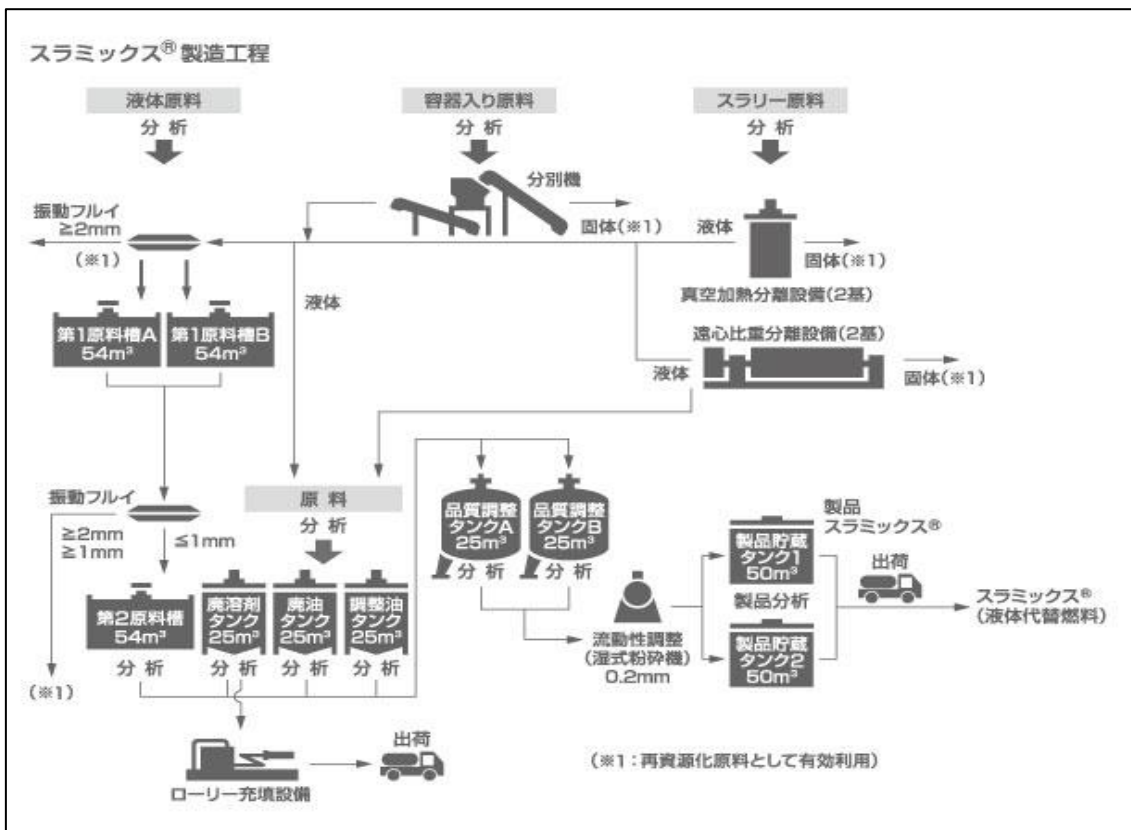 スラミックス®製造工程
液体原料
分析
容器入り原料
分析
スラリー原料
分析
分別機
固体(※1)
振動フルイ
≧2mm
(※1)
液体
固体(※1)
真空加熱分離設備(2基)
第1原料槽A
54m³
第1原料槽B
54m³
液体
遠心比重分離設備(2基)
液体
固体(※1)
振動フルイ
≧2mm
≧1mm
≦1mm
原料
分析
品質調整
タンクA
25m³
分析
品質調整
タンクB
25m³
分析
製品
スラミックス®
製品貯蔵
タンク1
50m³
製品分析
製品貯蔵
タンク2
50m³
出荷
スラミックス®
(液体代替燃料)
流動性調整
(湿式粉砕機)
0.2mm
第2原料槽
54m³
分析
廃溶剤
タンク
25m³
分析
廃油
タンク
25m³
分析
調整油
タンク
25m³
分析
(※1)
ローリー充填設備
出荷
(※1:再資源化原料として有効利用)